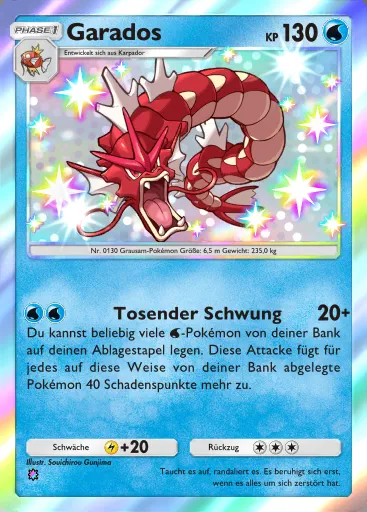 PHASE 1
Garados
KP 130
Entwickelt sich aus Karpador
Nr. 0130 Grausam-Pokémon Größe: 6,5 m Gewicht: 235,0 kg
Tosender Schwung 20+
Du kannst beliebig viele -Pokémon von deiner Bank
auf deinen Ablagestapel legen. Diese Attacke fügt für
jedes auf diese Weise von deiner Bank abgelegte
Pokémon 40 Schadenspunkte mehr zu.
Schwäche +20
Rückzug
Illustr. Souichirou Gunjima
Taucht es auf, randaliert es. Es beruhigt sich erst,
wenn es alles um sich zerstört hat.